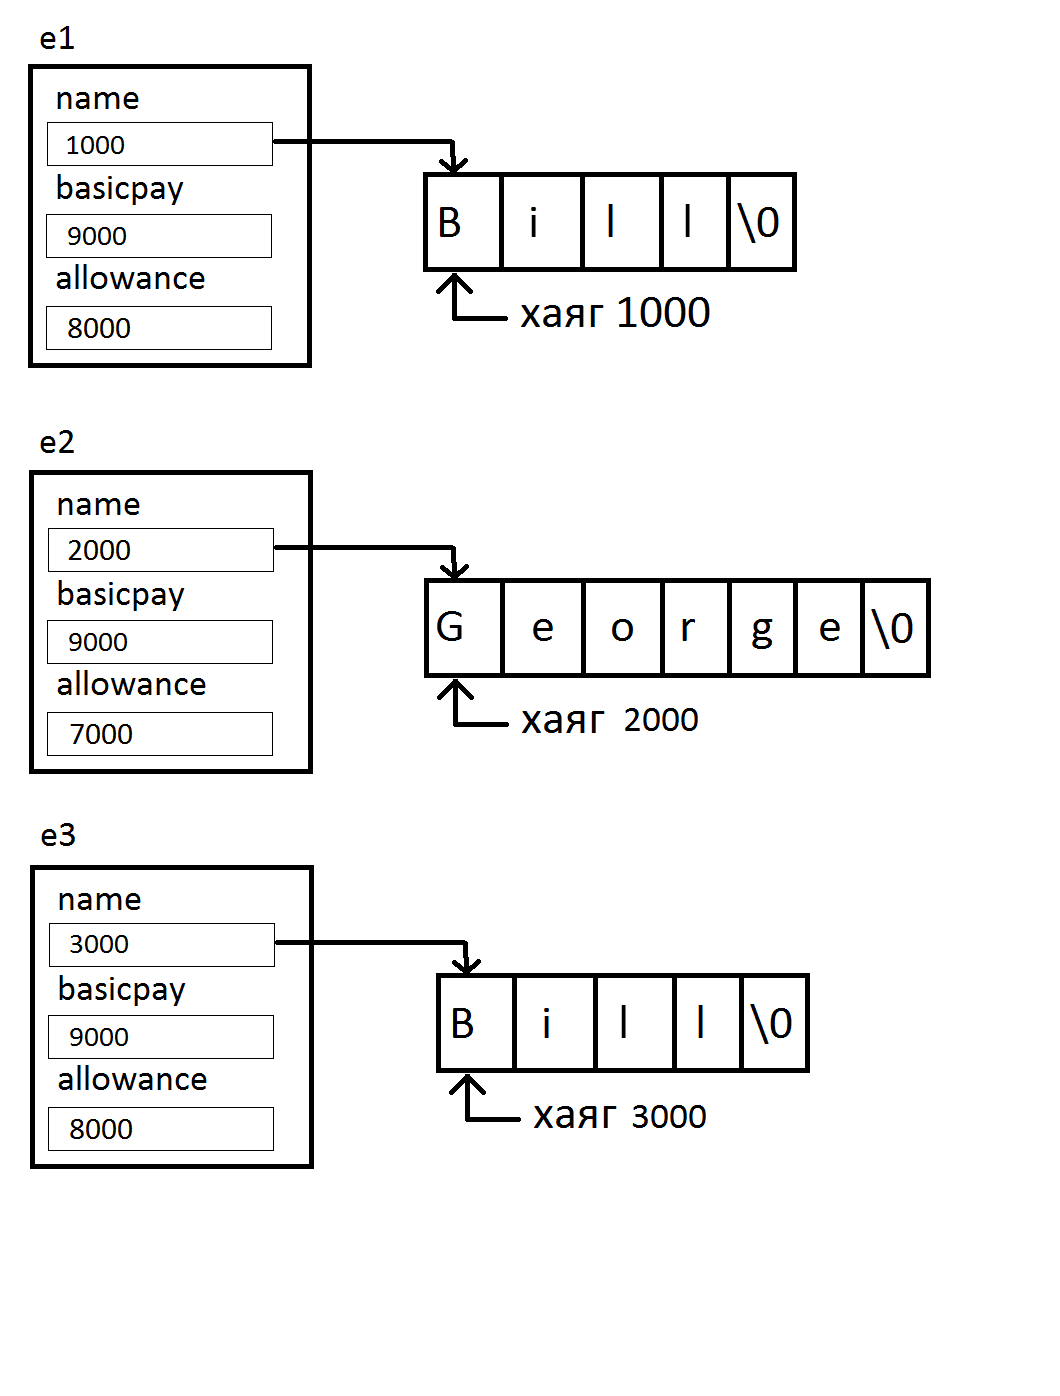 e1
name
1000
basicpay
9000
allowance
8000
B i l l \0
хаяг 1000
e2
name
2000
basicpay
9000
allowance
7000
G e o r g e \0
хаяг 2000
e3
name
3000
basicpay
9000
allowance
8000
B i l l \0
хаяг 3000